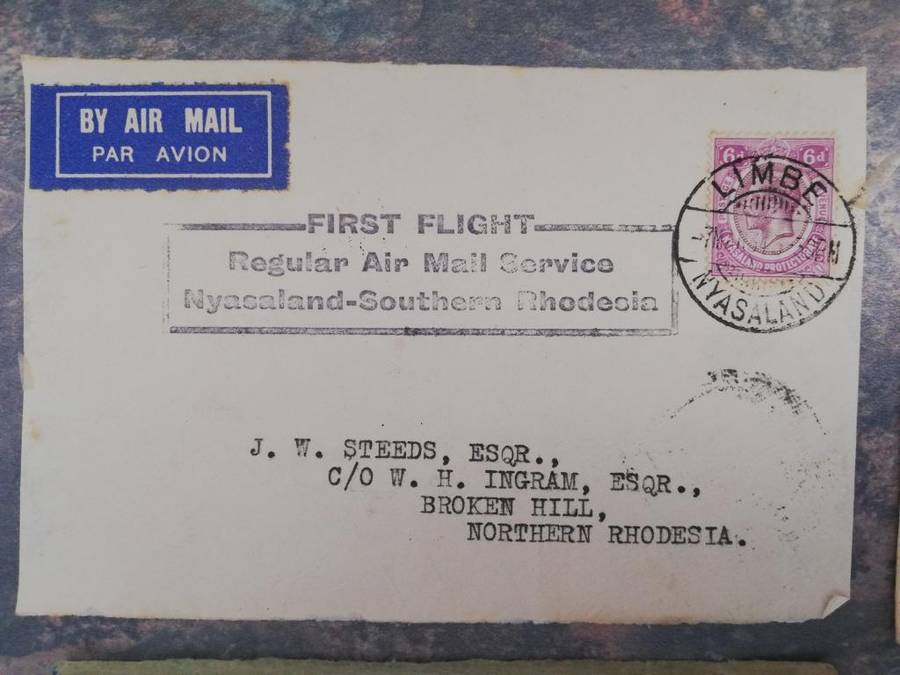 BY AIR MAIL
PAR AVION
6d 6d
LIMBE
NYASALAND
FIRST FLIGHT
Regular Air Mail Service
Nyasaland-Southern Rhodesia
J. W. STEEDS, ESQR.,
C/O W. H. INGRAM, ESQR.,
BROKEN HILL,
NORTHERN RHODESIA.